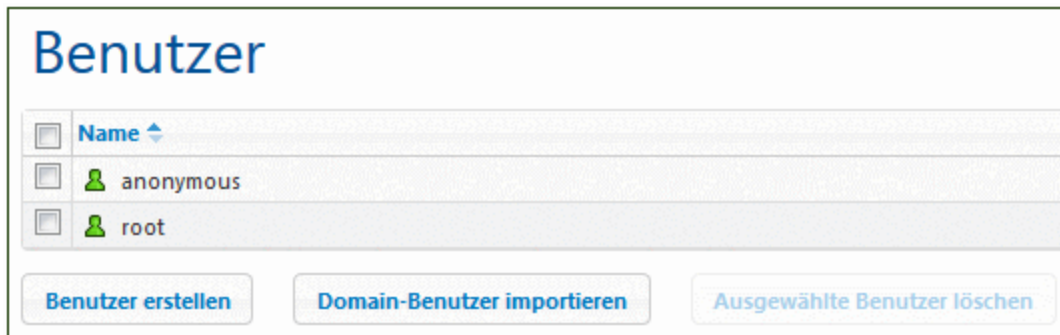 Benutzer
Name
anonymous
root
Benutzer erstellen Domain-Benutzer importieren Ausgewählte Benutzer löschen